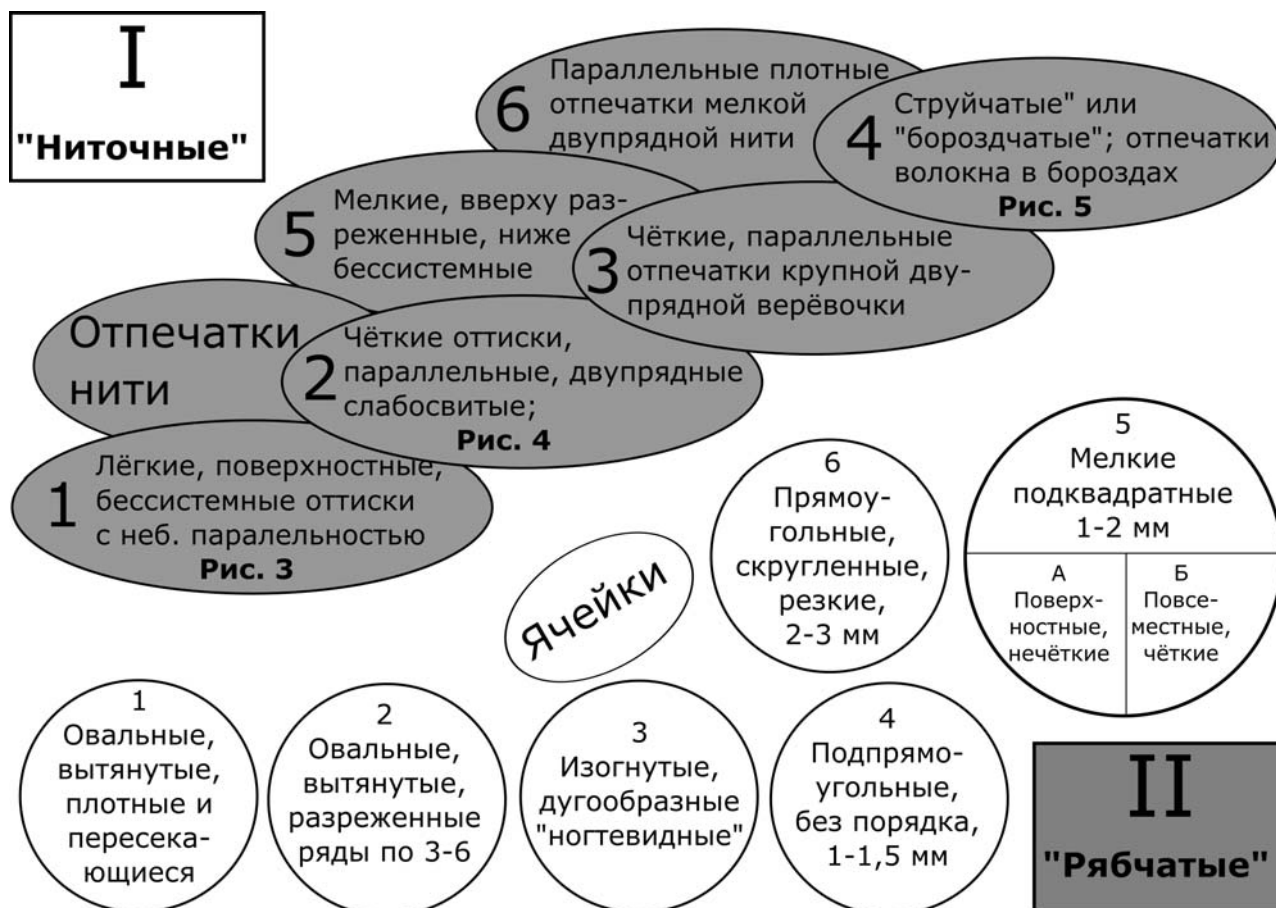 I
"Ниточные"
6
Параллельные плотные
отпечатки мелкой
двупрядной нити
4
Струйчатые" или
"бороздчатые"; отпечатки
волокна в бороздах
Рис. 5
5
Мелкие, вверху раз-
реженные, ниже
бессистемные
3
Чёткие, параллельные
отпечатки крупной дву-
прядной верёвочки
Отпечатки
нити
2
Чёткие оттиски,
параллельные, двупрядные
слабосвитые;
Рис. 4
1
Лёгкие, поверхностные,
бессистемные оттиски
с неб. паралельностью
Рис. 3
Ячейки
6
Прямоу-
гольные,
скругленные,
резкие,
2-3 мм
5
Мелкие
подквадратные
1-2 мм
А
Поверх-
ностные,
нечёткие
Б
Повсе-
местные,
чёткие
1
Овальные,
вытянутые,
плотные и
пересека-
ющиеся
2
Овальные,
вытянутые,
разреженные
ряды по 3-6
3
Изогнутые,
дугообразные
"ногтевидные"
4
Подпрямо-
угольные,
без порядка,
1-1,5 мм
II
"Рябчатые"